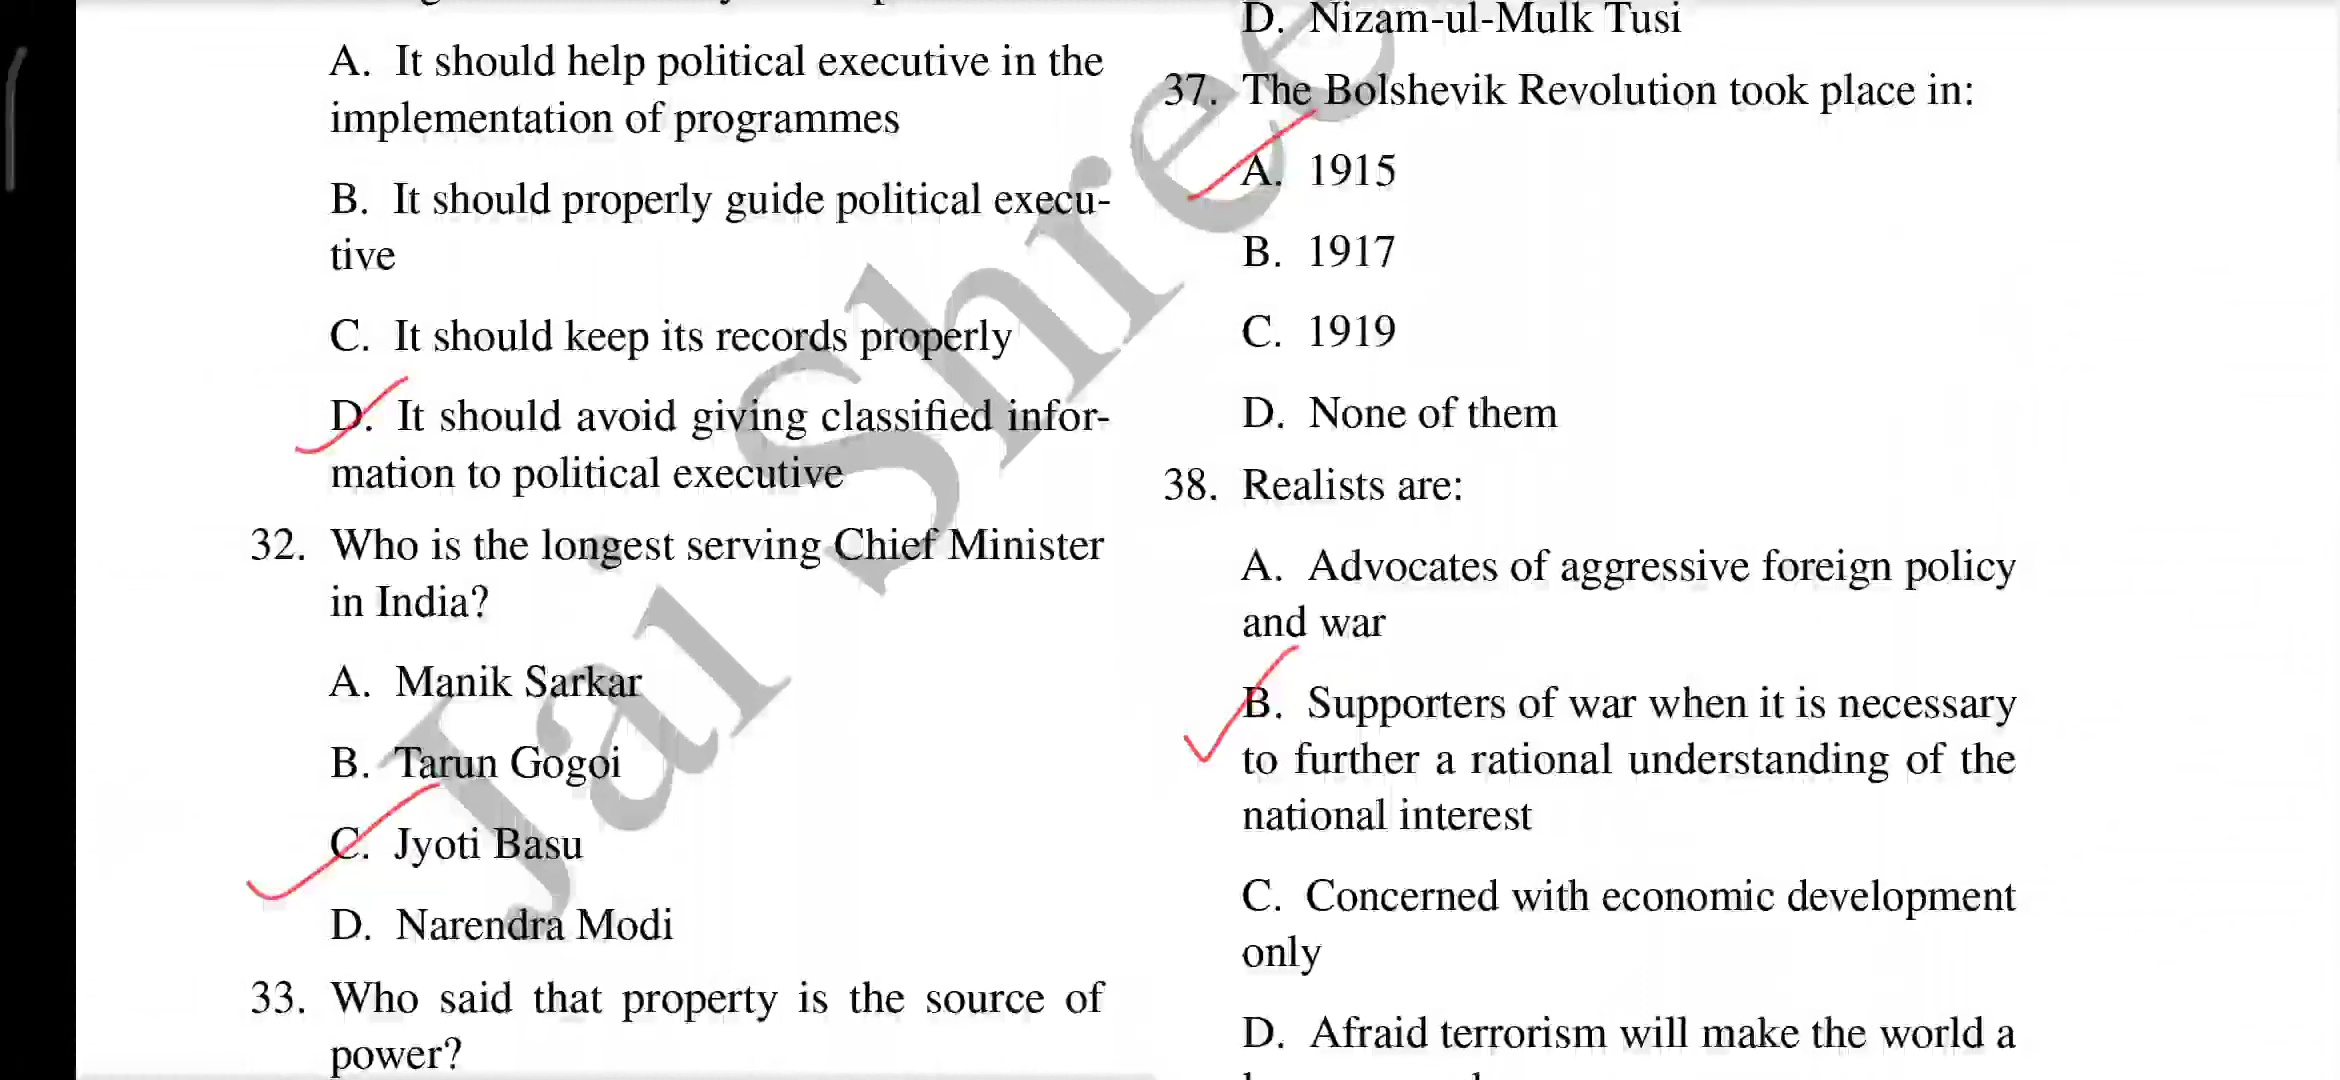 A. It should help political executive in the
implementation of programmes
B. It should properly guide political execu-
tive
C. It should keep its records properly
D. It should avoid giving classified infor-
mation to political executive
32. Who is the longest serving Chief Minister
in India?
A. Manik Sarkar
B. Tarun Gogoi
C. Jyoti Basu
D. Narendra Modi
33. Who said that property is the source of
power?
D. Nizam-ul-Mulk Tusi
37. The Bolshevik Revolution took place in:
A. 1915
B. 1917
C. 1919
D. None of them
38. Realists are:
A. Advocates of aggressive foreign policy
and war
B. Supporters of war when it is necessary
to further a rational understanding of the
national interest
C. Concerned with economic development
only
D. Afraid terrorism will make the world a
Jai Shree